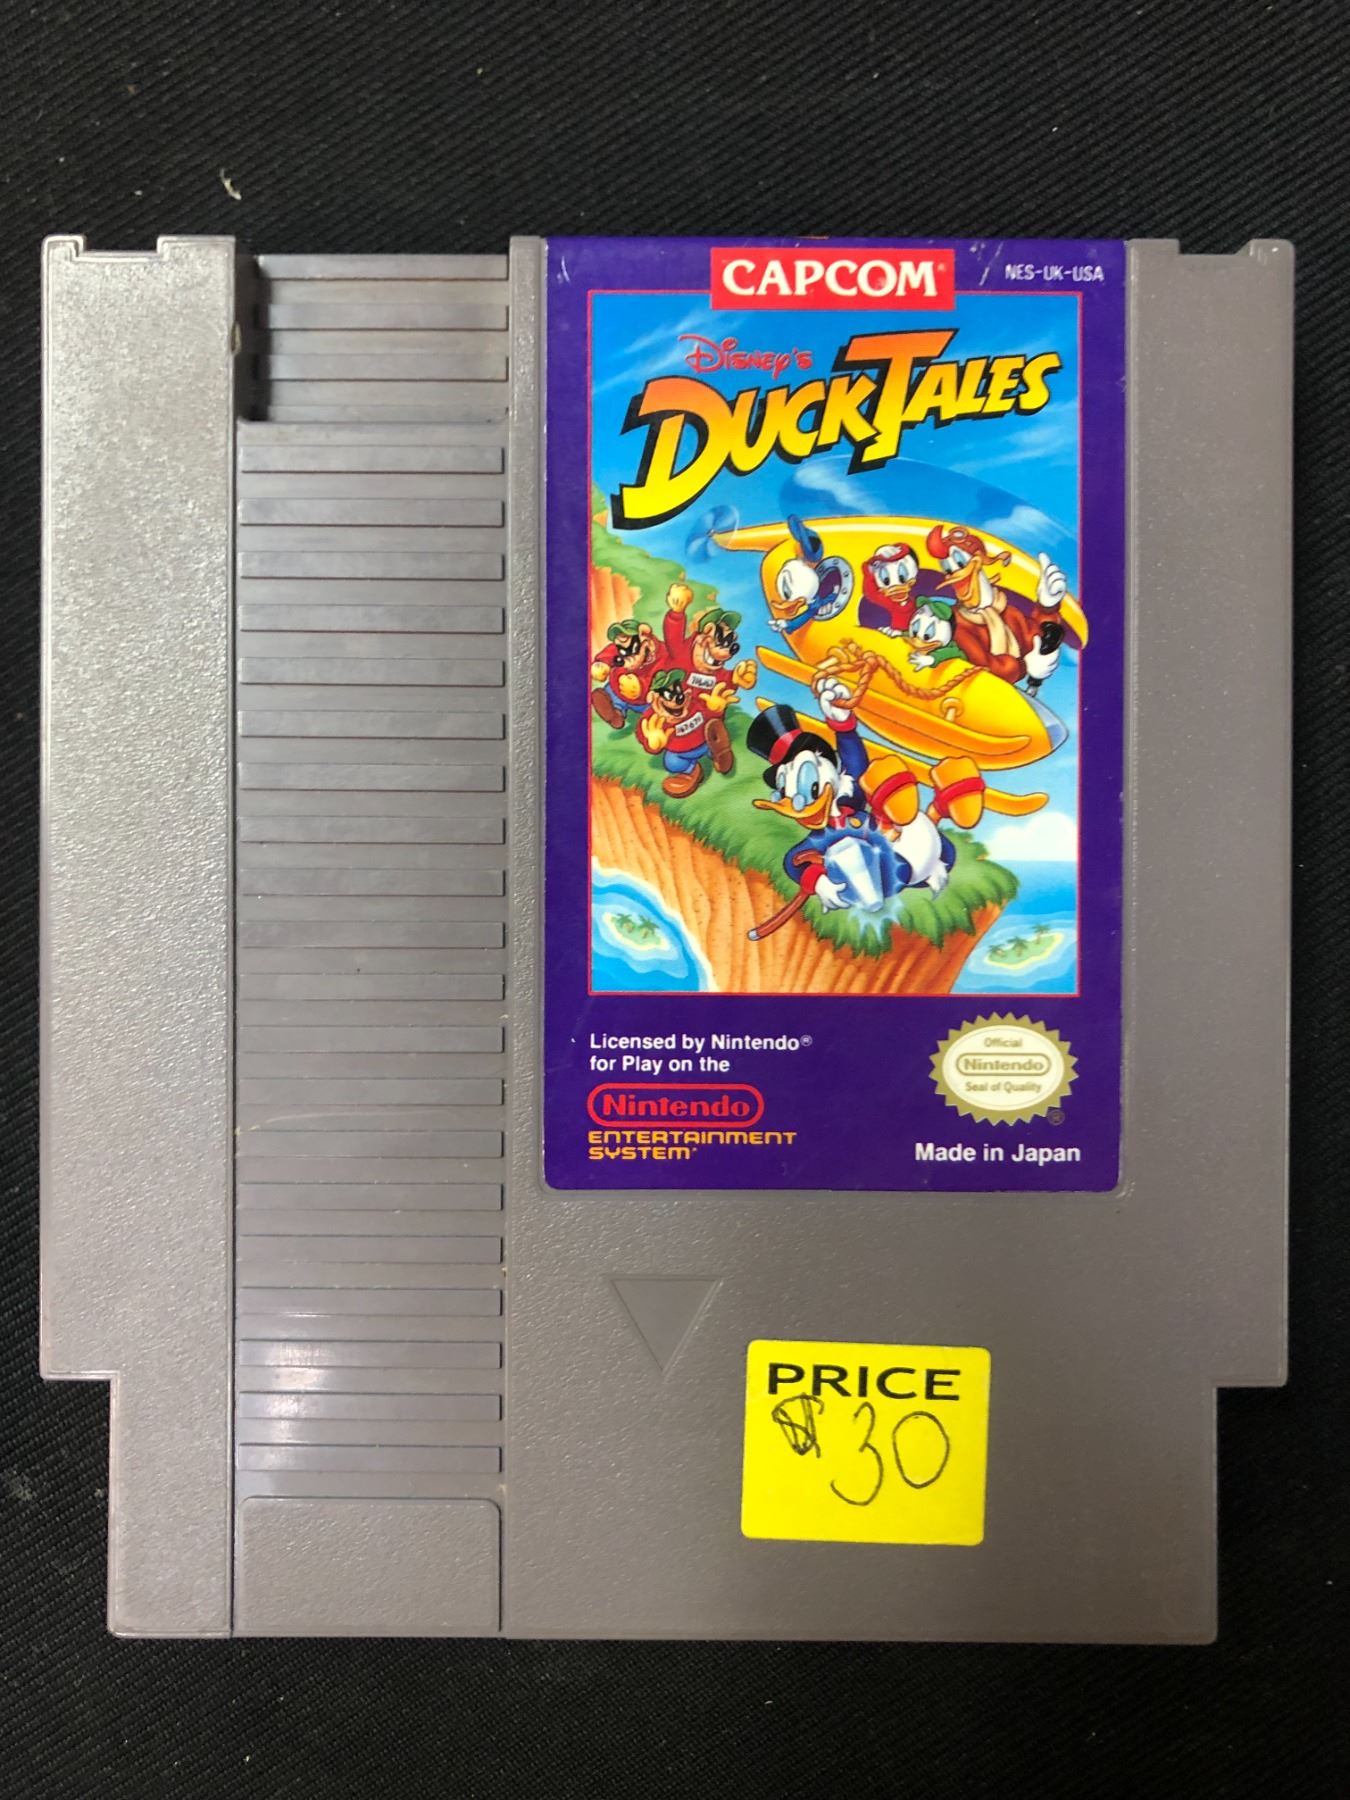 CAPCOM
NES-UK-USA
Disney's
DUCKTALES
Licensed by Nintendo®
for Play on the
Nintendo
ENTERTAINMENT
SYSTEM
Official
Nintendo
Seal of Quality
®
Made in Japan
PRICE
$30